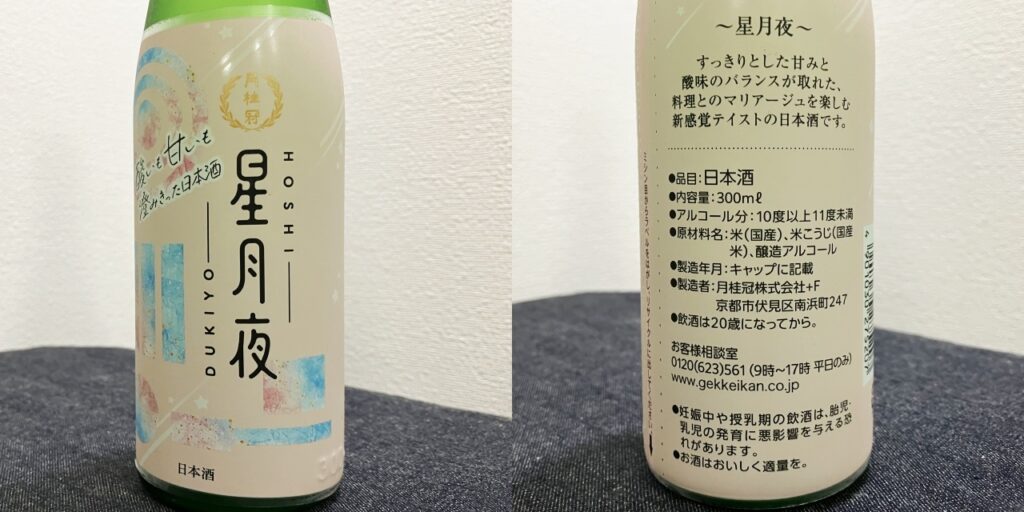 月桂冠
酸いも甘いも
澄みきった日本酒
星月夜
HOSHI
DUKIYO
日本酒
～星月夜～
すっきりとした甘みと
酸味のバランスが取れた、
料理とのマリアージュを楽しむ
新感覚テイストの日本酒です。
●品目：日本酒
●内容量：300mℓ
●アルコール分：10度以上11度未満
●原材料名：米（国産）、米こうじ（国産
米）、醸造アルコール
●製造年月：キャップに記載
●製造者：月桂冠株式会社+F
京都市伏見区南浜町247
●飲酒は20歳になってから。
お客様相談室
0120（623）561（9時～17時 平日のみ）
www.gekkeikan.co.jp
●妊娠中や授乳期の飲酒は、胎児・
乳児の発育に悪影響を与える恐
れがあります。
●お酒はおいしく適量を。